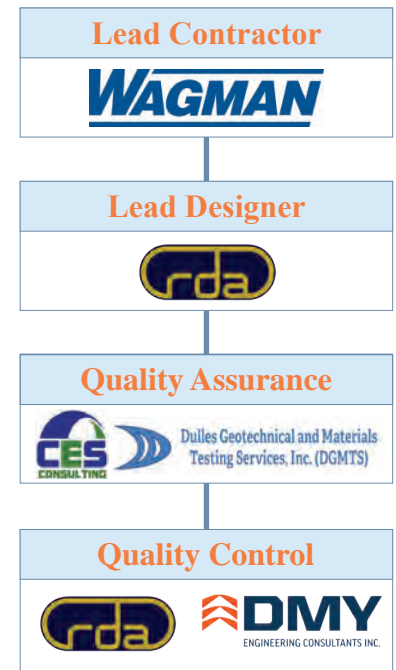 Lead Contractor
WAGMAN
Lead Designer
rda
Quality Assurance
CES
CONSULTING
Dulles Geotechnical and Materials
Testing Services, Inc. (DGMTS)
Quality Control
rda
DMY
ENGINEERING CONSULTANTS INC.